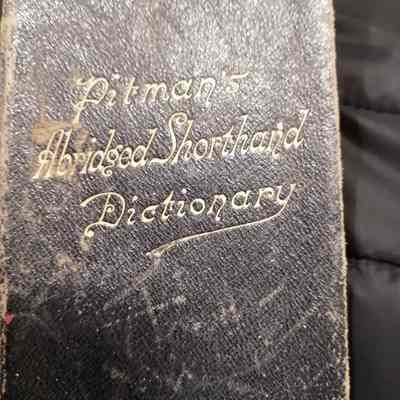 Pitman's
Abridged Shorthand
Dictionary